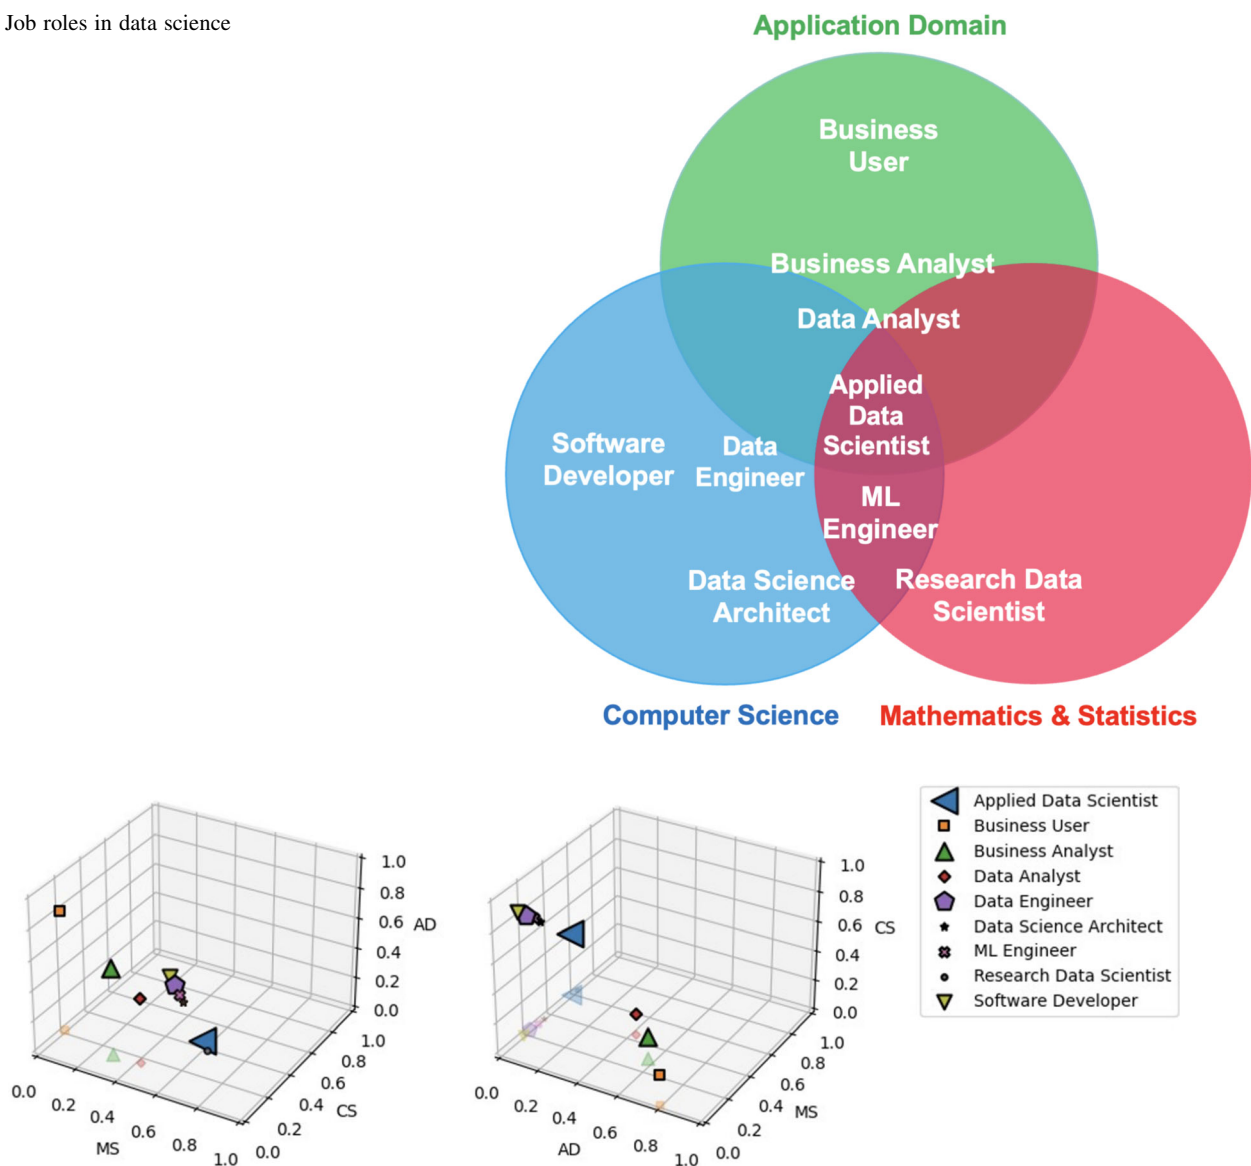 Job roles in data science
Application Domain
Business
User
Business Analyst
Data Analyst
Applied
Data
Scientist
Software
Developer
Data
Engineer
ML
Engineer
Data Science
Architect
Research Data
Scientist
Computer Science
Mathematics & Statistics
1.0
0.8
0.6
0.4
0.2
0.0
AD
1.0
0.8
0.6
0.4
0.2
0.0
CS
0.0
0.2
0.4
0.6
0.8
1.0
MS
1.0
0.8
0.6
0.4
0.2
0.0
CS
1.0
0.8
0.6
0.4
0.2
0.0
MS
0.0
0.2
0.4
0.6
0.8
1.0
AD
Applied Data Scientist
Business User
Business Analyst
Data Analyst
Data Engineer
Data Science Architect
ML Engineer
Research Data Scientist
Software Developer